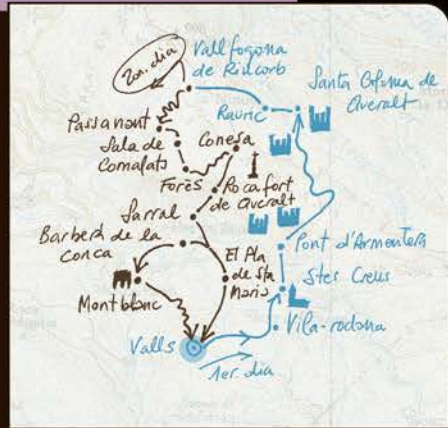 2on. dia
Vallfogona
de Riucorb
Santa Coloma de
Queralt
Rauric
Passanant
Sala de
Comalats
Conesa
Forès
Rocafort
de Queralt
Sarral
Barberà de la
Conca
El Pla
de Sta
Maria
Pont d'Armentera
Stes Creus
Montblanc
Vila-rodona
Valls
1er. dia